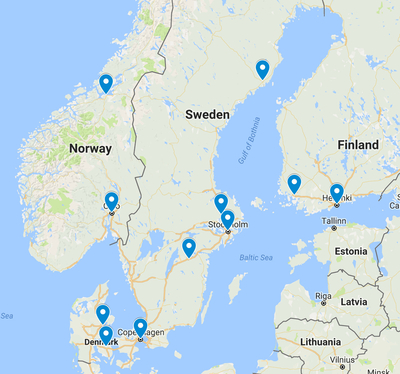 Sweden
Norway
Finland
Gulf of Bothnia
Helsinki
Tallinn
Stockholm
Estonia
Baltic Sea
Riga
Latvia
Sea
Copenhagen
Denmark
Lithuania
Vilnius
Ca